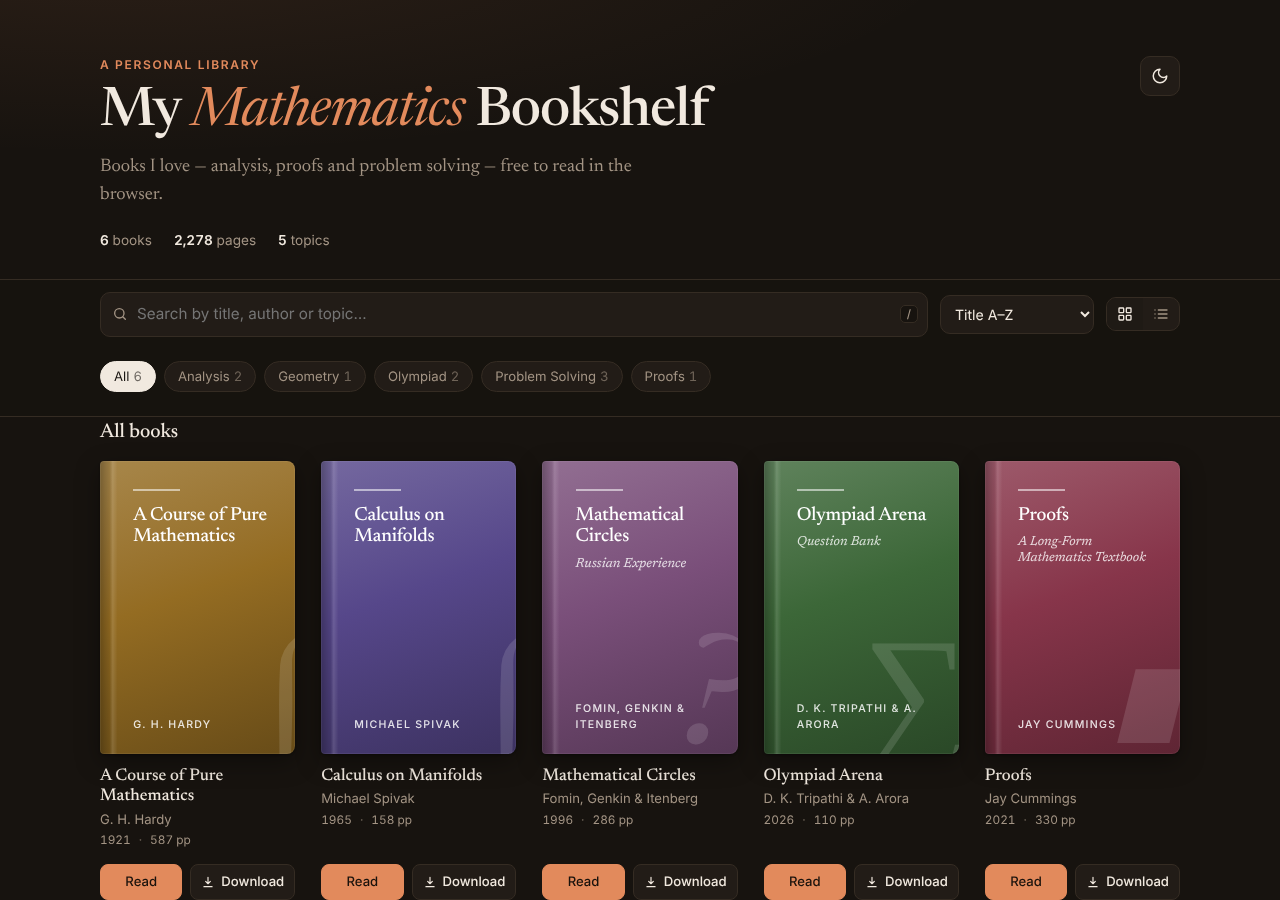 A PERSONAL LIBRARY
My Mathematics Bookshelf
Books I love — analysis, proofs and problem solving — free to read in the
browser.
6 books 2,278 pages 5 topics
Search by title, author or topic... /
Title A–Z
All 6 Analysis 2 Geometry 1 Olympiad 2 Problem Solving 3 Proofs 1
All books
A Course of Pure
Mathematics
G. H. HARDY
Calculus on
Manifolds
MICHAEL SPIVAK
Mathematical
Circles
Russian Experience
?
FOMIN, GENKIN &
ITENBERG
Olympiad Arena
Question Bank
∑
D. K. TRIPATHI & A.
ARORA
Proofs
A Long-Form
Mathematics Textbook
JAY CUMMINGS
A Course of Pure
Mathematics
G. H. Hardy
1921 · 587 pp
Read Download
Calculus on Manifolds
Michael Spivak
1965 · 158 pp
Read Download
Mathematical Circles
Fomin, Genkin & Itenberg
1996 · 286 pp
Read Download
Olympiad Arena
D. K. Tripathi & A. Arora
2026 · 110 pp
Read Download
Proofs
Jay Cummings
2021 · 330 pp
Read Download